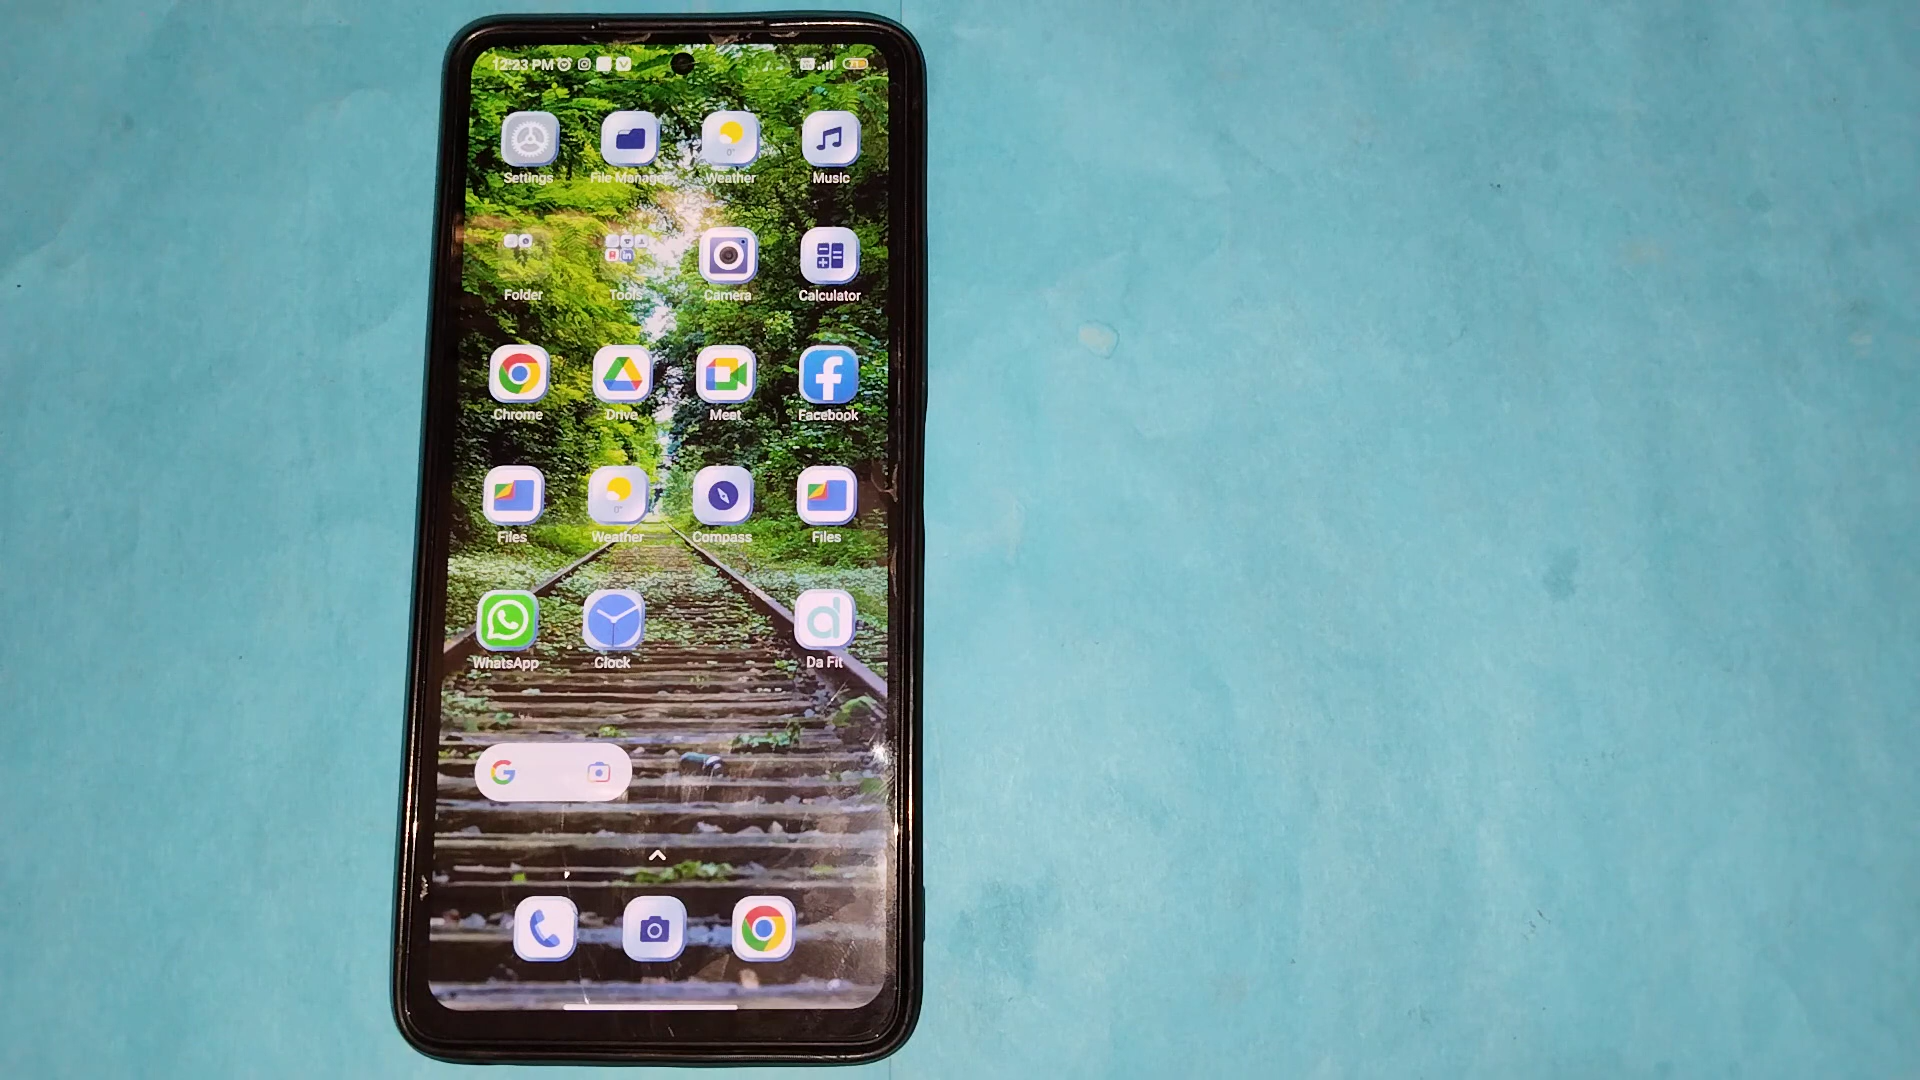 12:23 PM
71
Settings File Manager Weather Music
Folder Tools Camera Calculator
Chrome Drive Meet Facebook
Files Weather Compass Files
WhatsApp Clock Da Fit